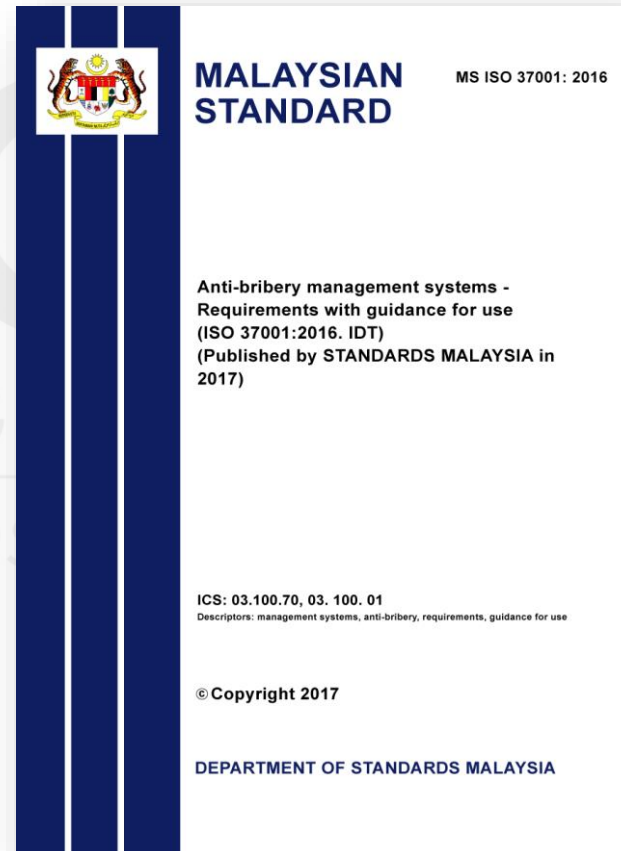 MALAYSIAN
STANDARD
MS ISO 37001: 2016
Anti-bribery management systems -
Requirements with guidance for use
(ISO 37001:2016. IDT)
(Published by STANDARDS MALAYSIA in
2017)
ICS: 03.100.70, 03. 100. 01
Descriptors: management systems, anti-bribery, requirements, guidance for use
© Copyright 2017
DEPARTMENT OF STANDARDS MALAYSIA